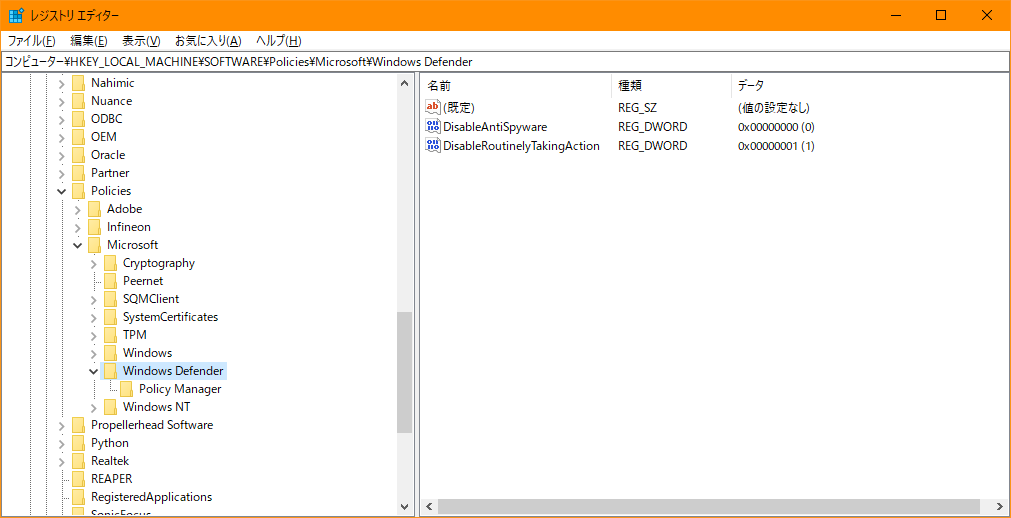 レジストリ エディター
ファイル(F) 編集(E) 表示(V) お気に入り(A) ヘルプ(H)
コンピューター¥HKEY_LOCAL_MACHINE¥SOFTWARE¥Policies¥Microsoft¥Windows Defender
Nahimic
Nuance
ODBC
OEM
Oracle
Partner
Policies
Adobe
Infineon
Microsoft
Cryptography
Peernet
SQMClient
SystemCertificates
TPM
Windows
Windows Defender
Policy Manager
Windows NT
Propellerhead Software
Python
Realtek
REAPER
RegisteredApplications
SonicFocus
名前 種類 データ
ab (既定) REG_SZ (値の設定なし)
DisableAntiSpyware REG_DWORD 0x00000000 (0)
DisableRoutinelyTakingAction REG_DWORD 0x00000001 (1)